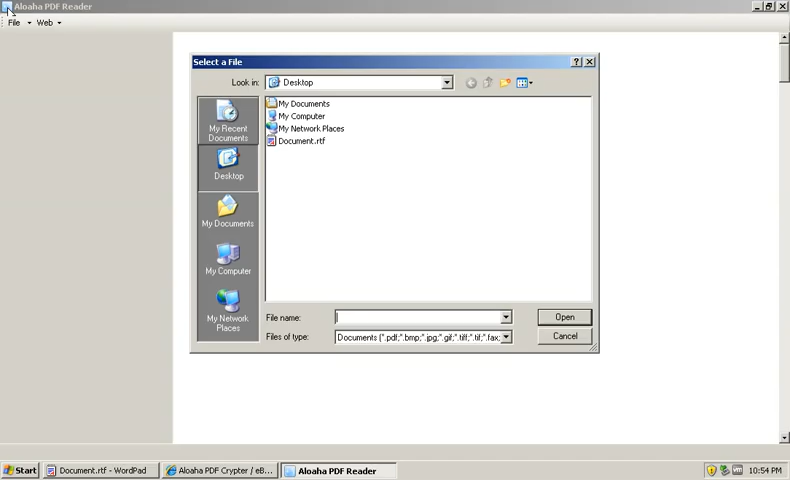 Aloaha PDF Reader
File Web
Select a File
Look in: Desktop
My Recent
Documents
Desktop
My Documents
My Computer
My Network
Places
My Documents
My Computer
My Network Places
Document.rtf
File name:
Open
Files of type: Documents (*.pdf;*.bmp;*.jpg;*.gif;*.tiff;*.tif;*.fax;
Cancel
Start
Document.rtf - WordPad
Aloaha PDF Crypter / eB...
Aloaha PDF Reader
10:54 PM